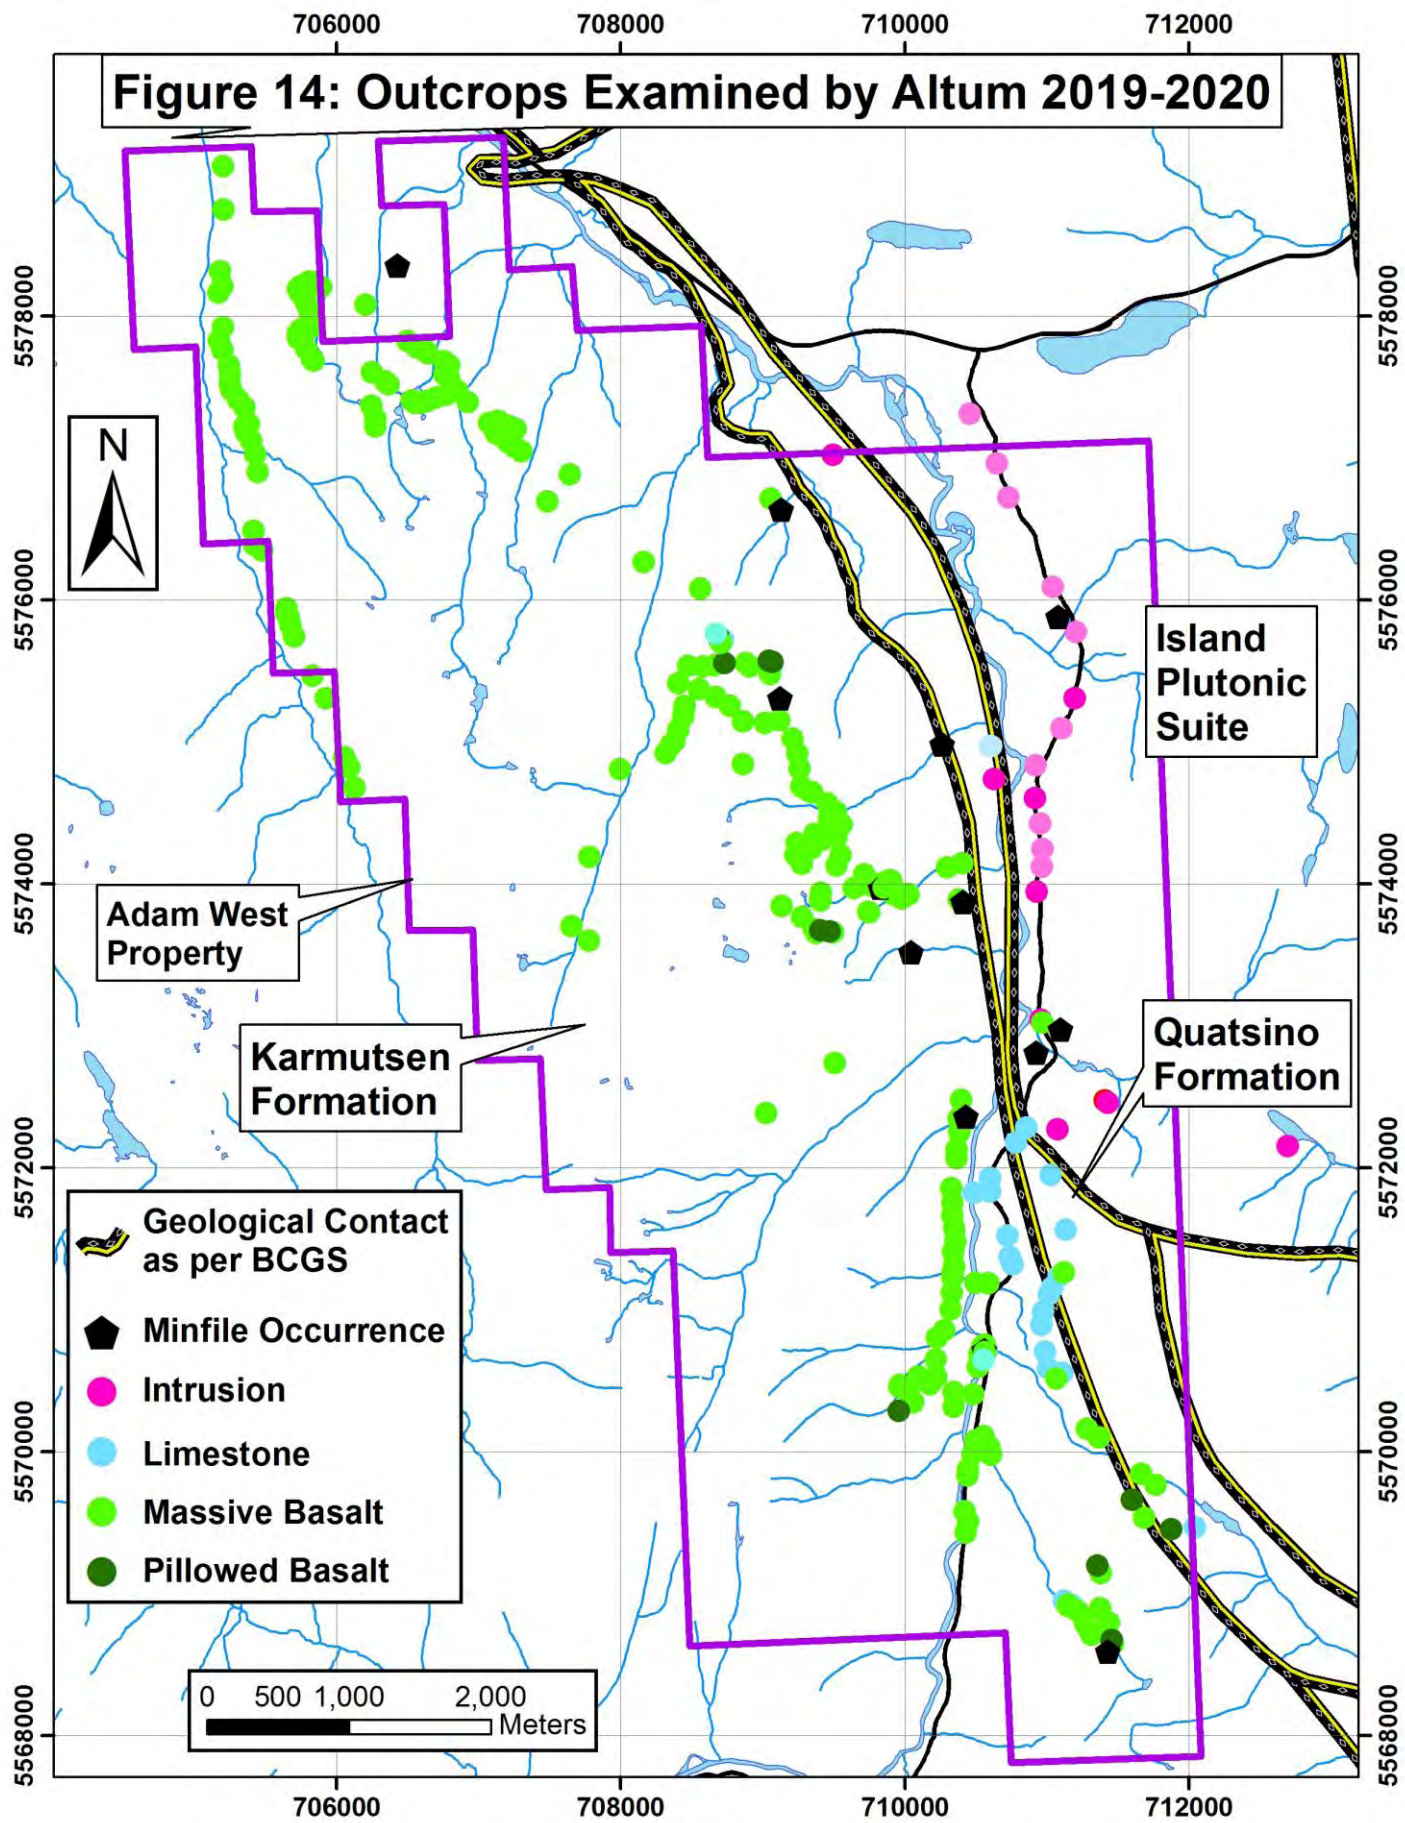 706000 708000 710000 712000
Figure 14: Outcrops Examined by Altum 2019-2020
5578000 5578000
N
5576000 5576000
Island
Plutonic
Suite
5574000 5574000
Adam West
Property
Karmutsen
Formation
Quatsino
Formation
5572000 5572000
Geological Contact
as per BCGS
Minfile Occurrence
Intrusion
Limestone
Massive Basalt
Pillowed Basalt
5570000 5570000
0 500 1,000 2,000
Meters
5568000 5568000
706000 708000 710000 712000